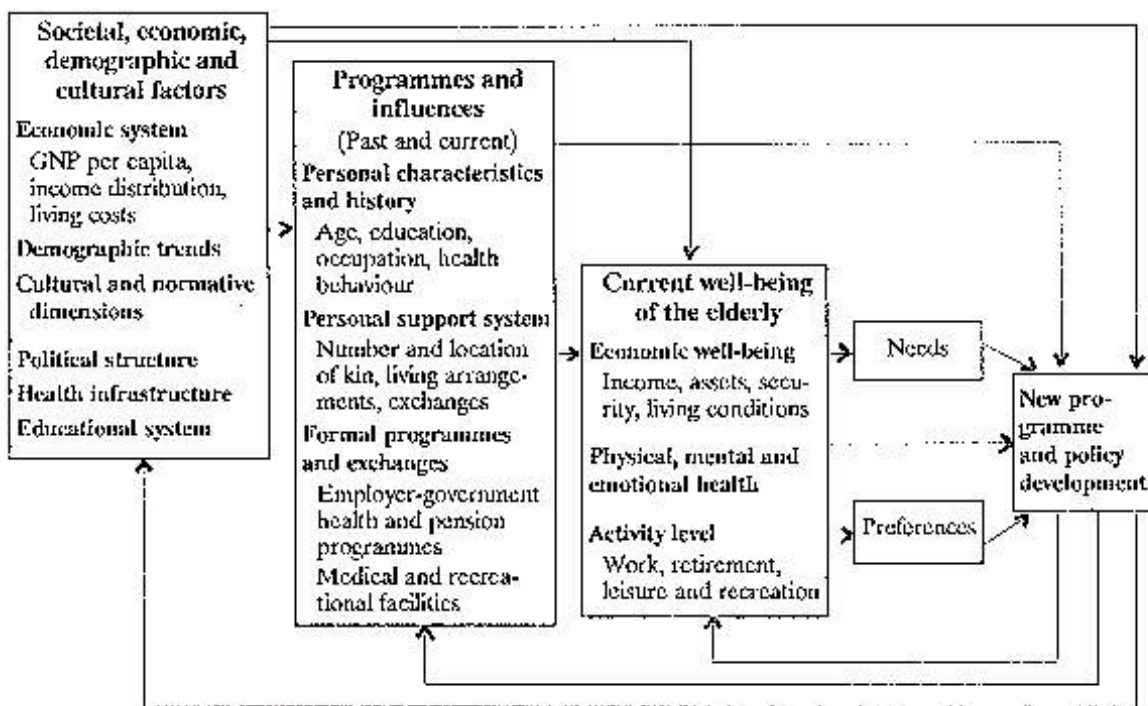 Societal, economic,
demographic and
cultural factors
Economic system
GNP per capita,
income distribution,
living costs
Demographic trends
Cultural and normative
dimensions
Political structure
Health infrastructure
Educational system
Programmes and
influences
(Past and current)
Personal characteristics
and history
Age, education,
occupation, health
behaviour
Personal support system
Number and location
of kin, living arrange-
ments, exchanges
Formal programmes
and exchanges
Employer-government
health and pension
programmes
Medical and recrea-
tional facilities
Current well-being
of the elderly
Economic well-being
Income, assets, secu-
rity, living conditions
Physical, mental and
emotional health
Activity level
Work, retirement,
leisure and recreation
Needs
Preferences
New pro-
gramme
and policy
development